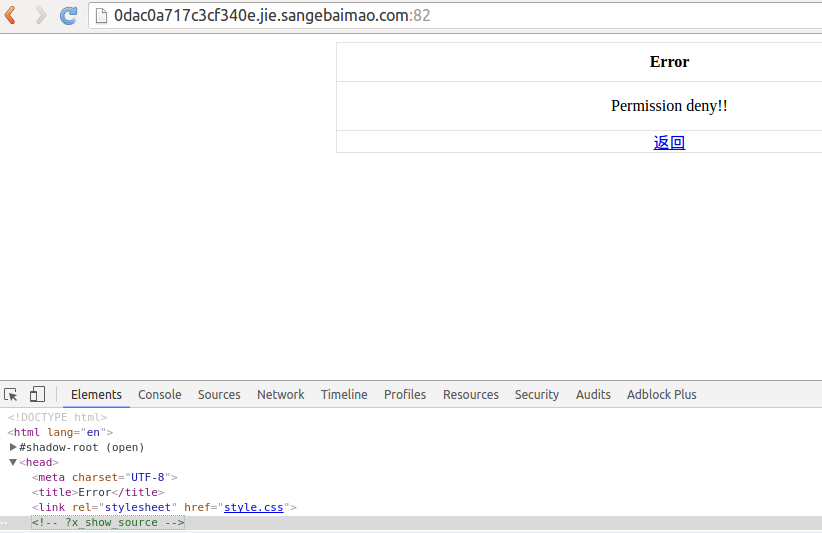 0dac0a717c3cf340e.jie.sangebaimao.com:82
Error
Permission deny!!
返回
Elements Console Sources Network Timeline Profiles Resources Security Audits Adblock Plus
<!DOCTYPE html>
<html lang="en">
#shadow-root (open)
<head>
<meta charset="UTF-8">
<title>Error</title>
<link rel="stylesheet" href="style.css">
<!-- ?x_show_source -->